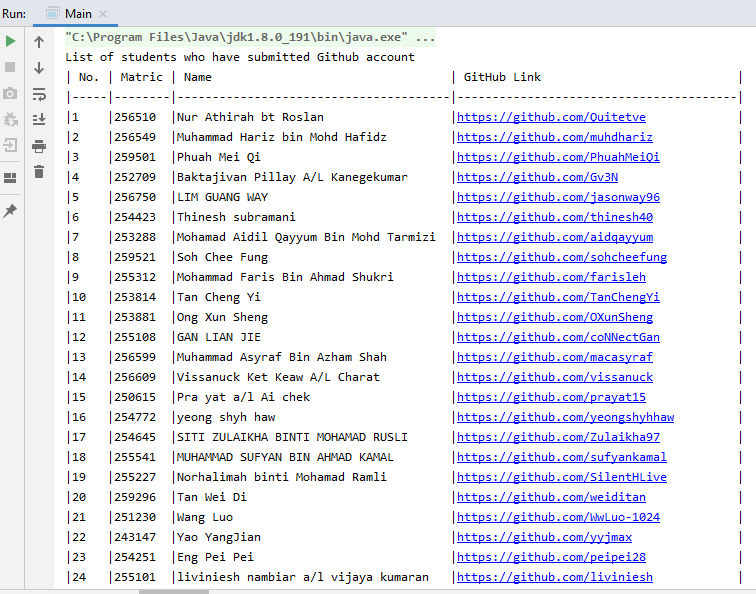 Run: Main
"C:\Program Files\Java\jdk1.8.0_191\bin\java.exe" ...
List of students who have submitted Github account
| No. | Matric | Name | GitHub Link |
|-----|--------|----------------------------------|-----------------------------------|
|1 |256510 |Nur Athirah bt Roslan |https://github.com/Quitetve |
|2 |256549 |Muhammad Hariz bin Mohd Hafidz |https://github.com/muhdhariz |
|3 |259501 |Phuah Mei Qi |https://github.com/PhuahMeiQi |
|4 |252709 |Baktajivan Pillay A/L Kanegekumar |https://github.com/Gv3N |
|5 |256750 |LIM GUANG WAY |https://github.com/jasonway96 |
|6 |254423 |Thinesh subramani |https://github.com/thinesh40 |
|7 |253288 |Mohamad Aidil Qayyum Bin Mohd Tarmizi |https://github.com/aidqayyum |
|8 |259521 |Soh Chee Fung |https://github.com/sohcheefung |
|9 |255312 |Mohammad Faris Bin Ahmad Shukri |https://github.com/farisleh |
|10 |253814 |Tan Cheng Yi |https://github.com/TanChengYi |
|11 |253881 |Ong Xun Sheng |https://github.com/OXunSheng |
|12 |255108 |GAN LIAN JIE |https://github.com/coNNectGan |
|13 |256599 |Muhammad Asyraf Bin Azham Shah |https://github.com/macasyraf |
|14 |256609 |Vissanuck Ket Keaw A/L Charat |https://github.com/vissanuck |
|15 |250615 |Pra yat a/l Ai chek |https://github.com/prayat15 |
|16 |254772 |yeong shyh haw |https://github.com/yeongshyhhaw |
|17 |254645 |SITI ZULAIKHA BINTI MOHAMAD RUSLI |https://github.com/Zulaikha97 |
|18 |255541 |MUHAMMAD SUFYAN BIN AHMAD KAMAL |https://github.com/sufyankamal |
|19 |255227 |Norhalimah binti Mohamad Ramli |https://github.com/SilentHLive |
|20 |259296 |Tan Wei Di |https://github.com/weiditan |
|21 |251230 |Wang Luo |https://github.com/WwLuo-1024 |
|22 |243147 |Yao YangJian |https://github.com/yyjmax |
|23 |254251 |Eng Pei Pei |https://github.com/peipei28 |
|24 |255101 |liviniesh nambiar a/l vijaya kumaran |https://github.com/liviniesh |